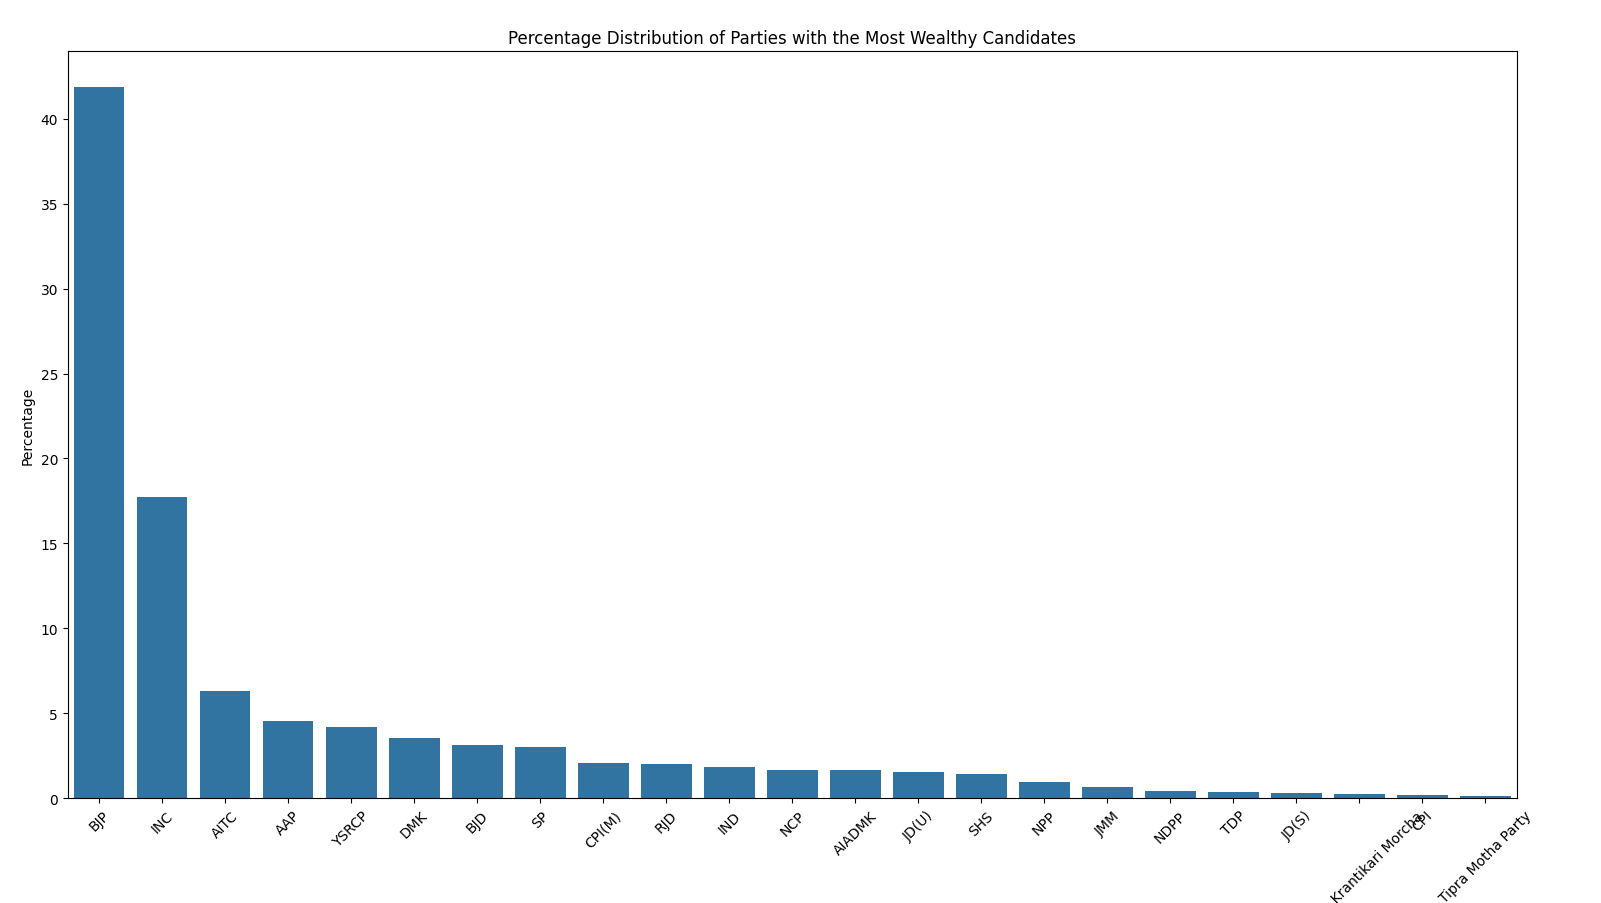 Percentage Distribution of Parties with the Most Wealthy Candidates
Percentage
40
35
30
25
20
15
10
5
0
BJP
INC
AITC
AAP
YSRCP
DMK
BJD
SP
CPI(M)
RJD
IND
NCP
AIADMK
JD(U)
SHS
NPP
JMM
NDPP
TDP
JD(S)
Krantikari Morcha
CPI
Tipra Motha Party